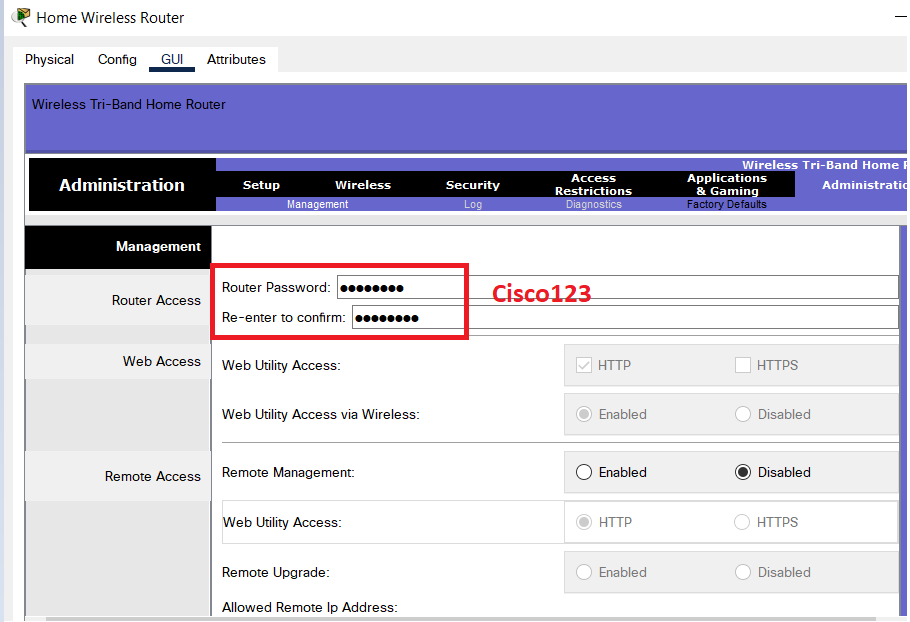 Home Wireless Router
Physical Config GUI Attributes
Wireless Tri-Band Home Router
Wireless Tri-Band Home
Administration
Setup Wireless Security Access Restrictions Applications & Gaming
Management Log Diagnostics Factory Defaults
Management
Router Access
Router Password: ●●●●●●●●
Cisco123
Re-enter to confirm: ●●●●●●●●
Web Access
Web Utility Access: HTTP HTTPS
Web Utility Access via Wireless: Enabled Disabled
Remote Access
Remote Management: Enabled Disabled
Web Utility Access: HTTP HTTPS
Remote Upgrade: Enabled Disabled
Allowed Remote Ip Address: